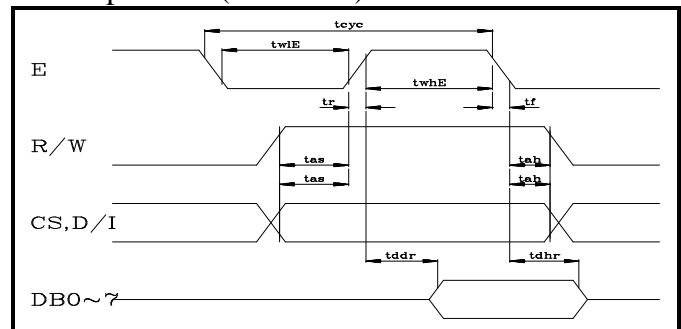 tcyc
twlE
E
twhE
tr
tf
R/W
tas
tah
tas
tah
CS,D/I
tddr
tdhr
DB0~7